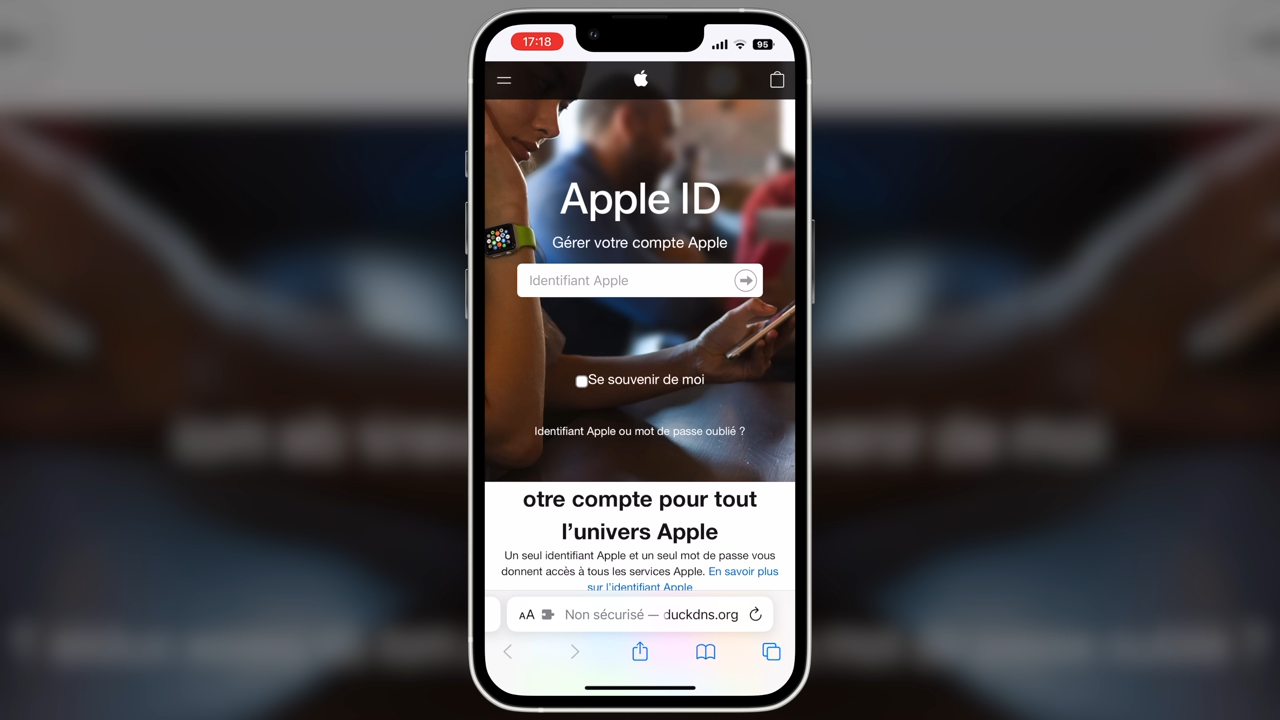 17:18
95
Apple ID
Gérer votre compte Apple
Identifiant Apple
Se souvenir de moi
Identifiant Apple ou mot de passe oublié ?
otre compte pour tout
l’univers Apple
Un seul identifiant Apple et un seul mot de passe vous
donnent accès à tous les services Apple. En savoir plus
sur l’identifiant Apple
AA Non sécurisé — duckdns.org